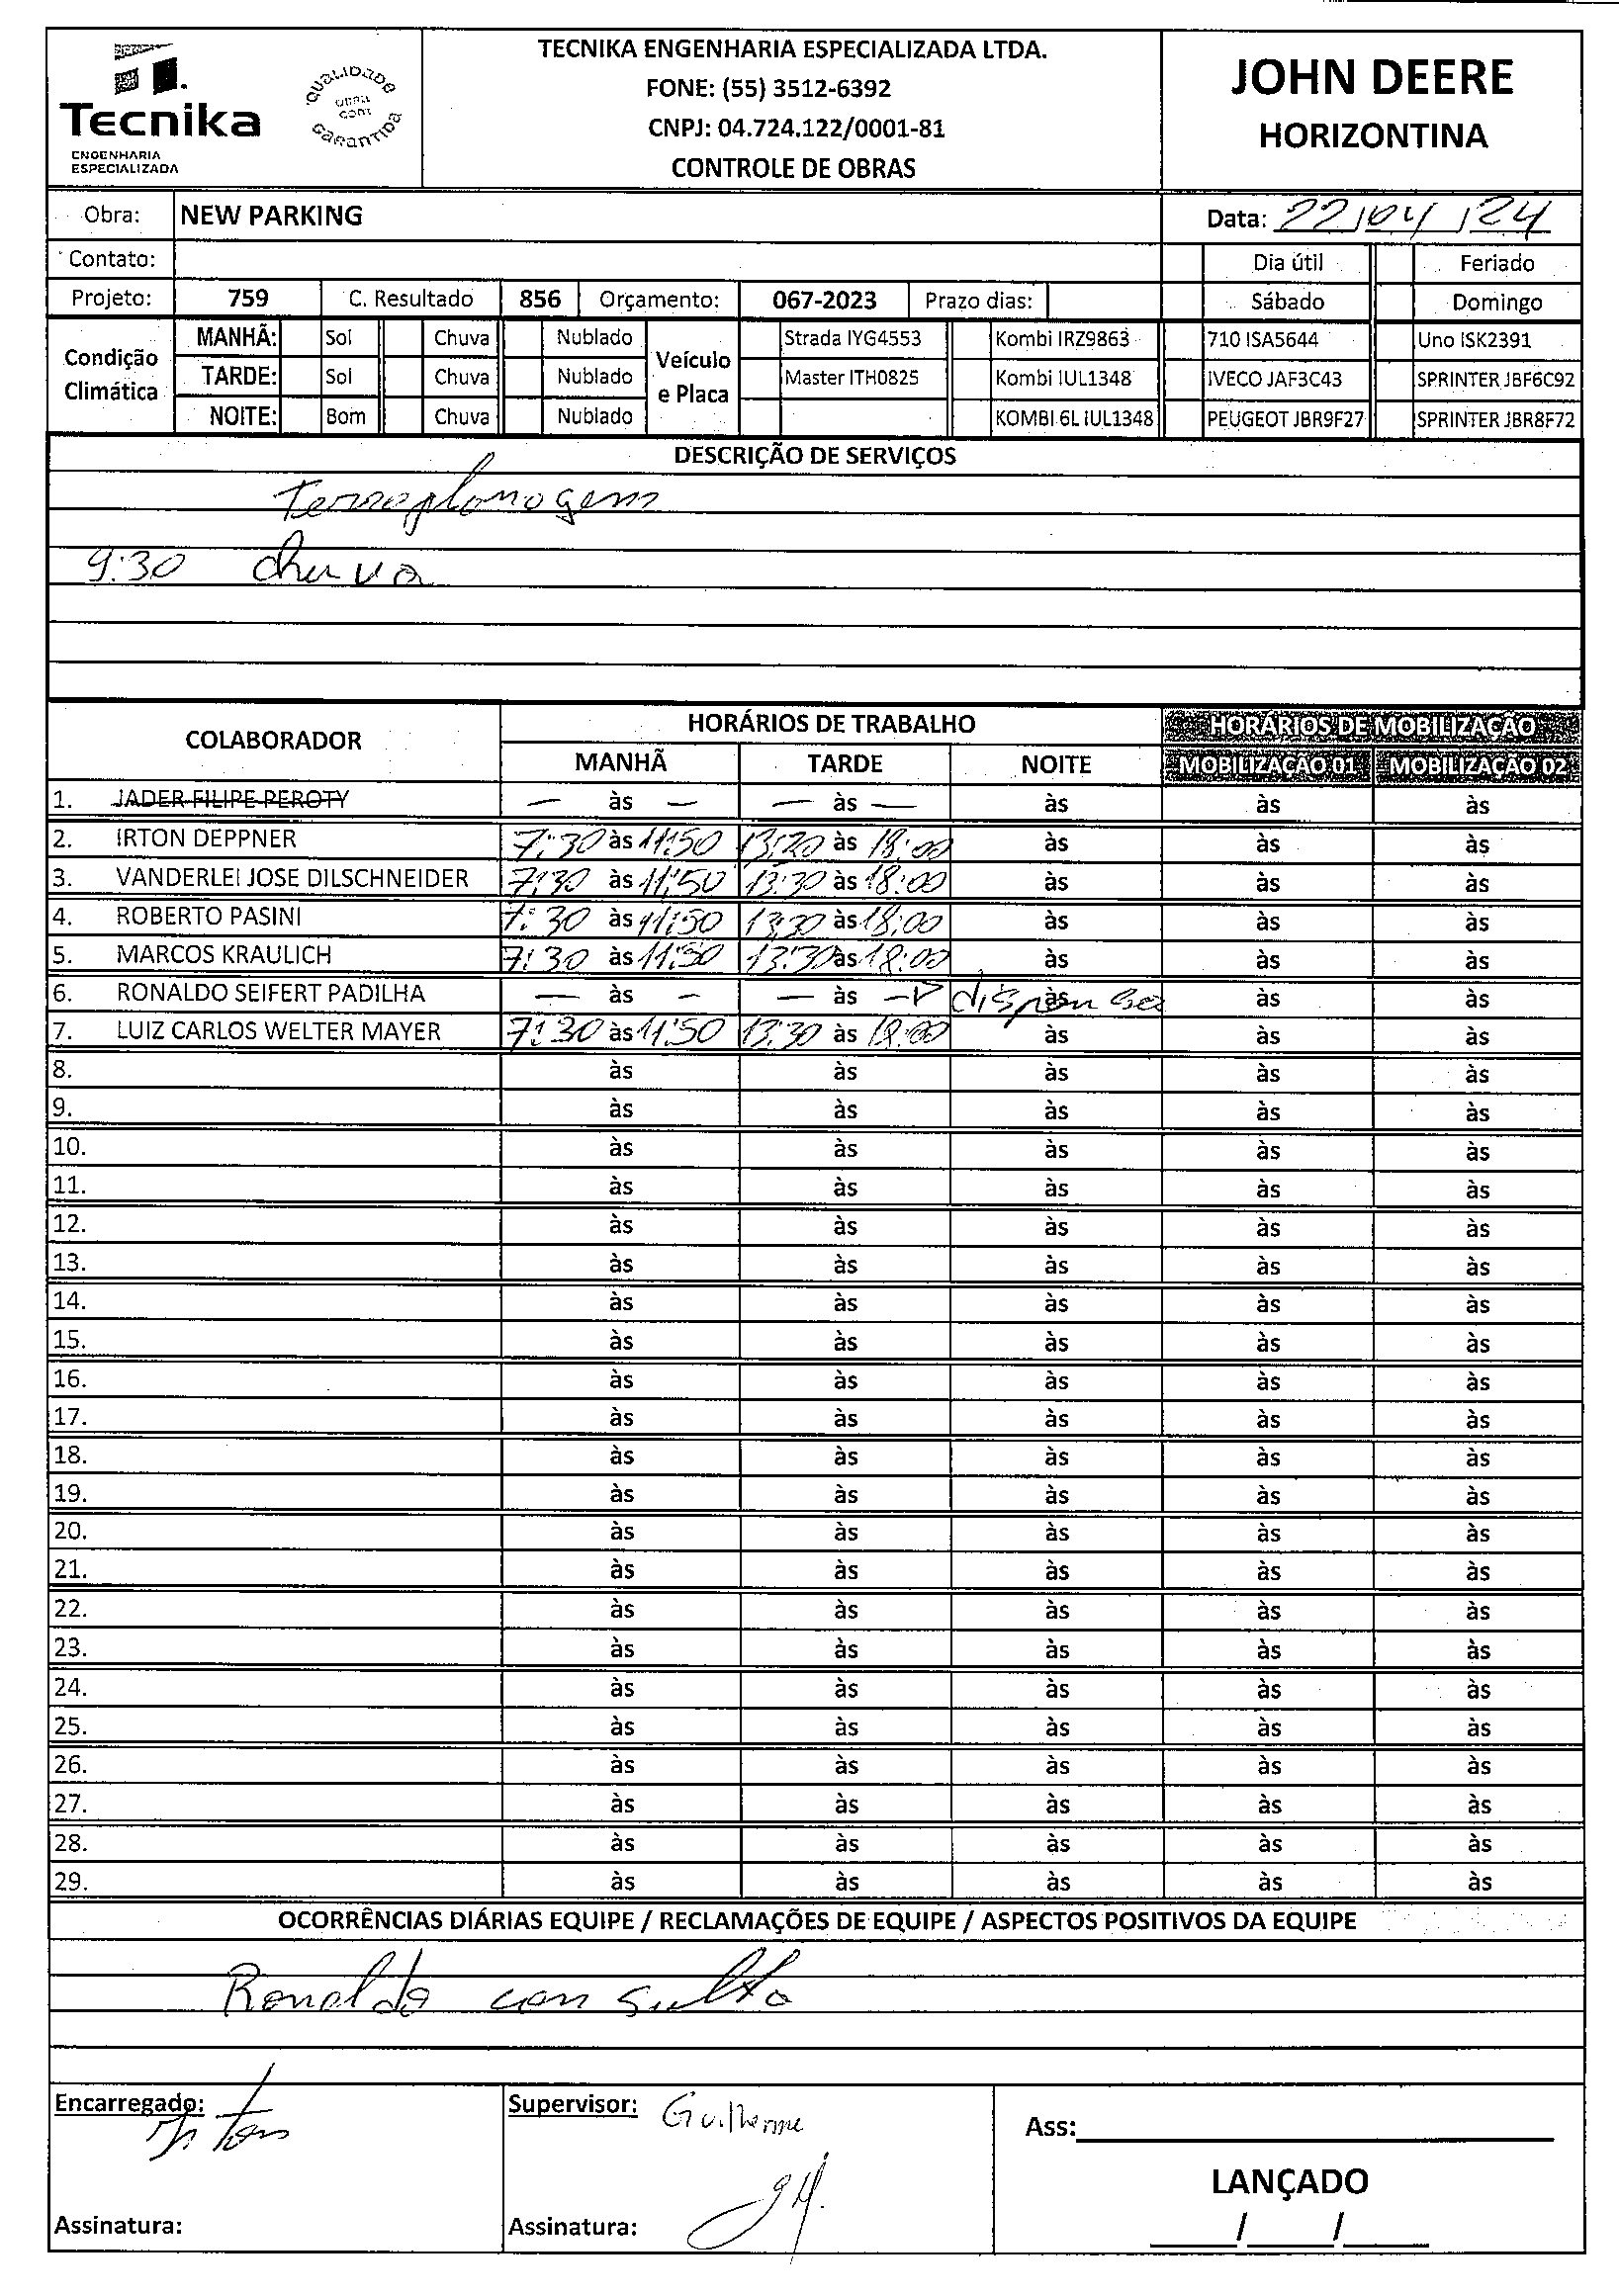 Tecnika
ENGENHARIA
ESPECIALIZADA
QUALIDADE
OBRA
COM
GARANTIDA
TECNIKA ENGENHARIA ESPECIALIZADA LTDA.
FONE: (55) 3512-6392
CNPJ: 04.724.122/0001-81
CONTROLE DE OBRAS
JOHN DEERE
HORIZONTINA
Obra: NEW PARKING Data: 22/04/24
Contato: Dia útil Feriado
Projeto: 759 C. Resultado 856 Orçamento: 067-2023 Prazo dias: Sábado Domingo
Condição Climática MANHÃ: Sol Chuva Nublado Veículo e Placa Strada IYG4553 Kombi IRZ9863 710 ISA5644 Uno ISK2391
TARDE: Sol Chuva Nublado Master ITH0825 Kombi IUL1348 IVECO JAF3C43 SPRINTER JBF6C92
NOITE: Bom Chuva Nublado KOMBI 6L IUL1348 PEUGEOT JBR9F27 SPRINTER JBR8F72
DESCRIÇÃO DE SERVIÇOS
Terraplanagem
9:30 chuva
COLABORADOR HORÁRIOS DE TRABALHO HORÁRIOS DE MOBILIZAÇÃO
MANHÃ TARDE NOITE MOBILIZAÇÃO 01 MOBILIZAÇÃO 02
1. JADER FILIPE PEROTY — às — — às — às às às
2. IRTON DEPPNER 7:30 às 11:50 13:20 às 18:00 às às às
3. VANDERLEI JOSE DILSCHNEIDER 7:30 às 11:50 13:30 às 18:00 às às às
4. ROBERTO PASINI 7:30 às 11:50 13:30 às 18:00 às às às
5. MARCOS KRAULICH 7:30 às 11:50 13:30 às 18:00 às às às
6. RONALDO SEIFERT PADILHA — às — — às — dispensa às às às
7. LUIZ CARLOS WELTER MAYER 7:30 às 11:50 13:30 às 18:00 às às às
8. às às às às às
9. às às às às às
10. às às às às às
11. às às às às às
12. às às às às às
13. às às às às às
14. às às às às às
15. às às às às às
16. às às às às às
17. às às às às às
18. às às às às às
19. às às às às às
20. às às às às às
21. às às às às às
22. às às às às às
23. às às às às às
24. às às às às às
25. às às às às às
26. às às às às às
27. às às às às às
28. às às às às às
29. às às às às às
OCORRÊNCIAS DIÁRIAS EQUIPE / RECLAMAÇÕES DE EQUIPE / ASPECTOS POSITIVOS DA EQUIPE
Ronaldo consulta
Encarregado: Irton
Supervisor: Guilherme
Ass:
LANÇADO
Assinatura:
Assinatura:
/ /